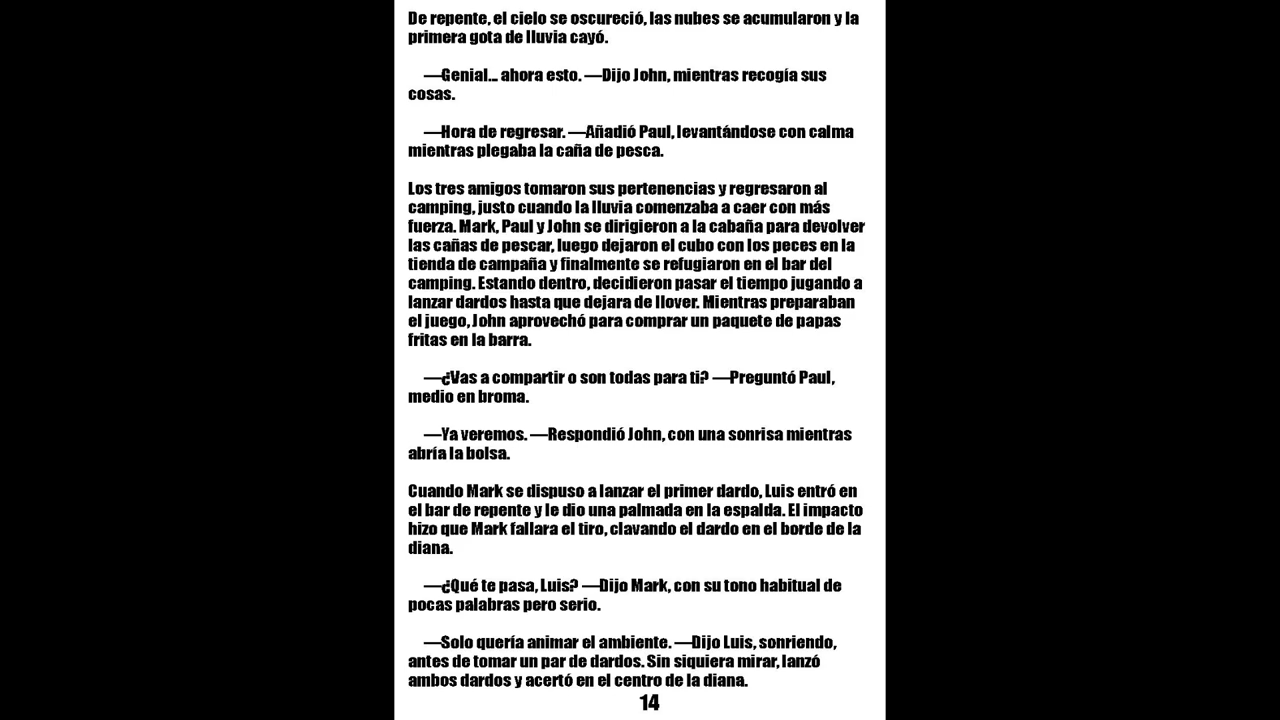 De repente, el cielo se oscureció, las nubes se acumularon y la
primera gota de lluvia cayó.
—Genial... ahora esto. —Dijo John, mientras recogía sus
cosas.
—Hora de regresar. —Añadió Paul, levantándose con calma
mientras plegaba la caña de pesca.
Los tres amigos tomaron sus pertenencias y regresaron al
camping, justo cuando la lluvia comenzaba a caer con más
fuerza. Mark, Paul y John se dirigieron a la cabaña para devolver
las cañas de pescar, luego dejaron el cubo con los peces en la
tienda de campaña y finalmente se refugiaron en el bar del
camping. Estando dentro, decidieron pasar el tiempo jugando a
lanzar dardos hasta que dejara de llover. Mientras preparaban
el juego, John aprovechó para comprar un paquete de papas
fritas en la barra.
—¿Vas a compartir o son todas para ti? —Preguntó Paul,
medio en broma.
—Ya veremos. —Respondió John, con una sonrisa mientras
abría la bolsa.
Cuando Mark se dispuso a lanzar el primer dardo, Luis entró en
el bar de repente y le dio una palmada en la espalda. El impacto
hizo que Mark fallara el tiro, clavando el dardo en el borde de la
diana.
—¿Qué te pasa, Luis? —Dijo Mark, con su tono habitual de
pocas palabras pero serio.
—Solo quería animar el ambiente. —Dijo Luis, sonriendo,
antes de tomar un par de dardos. Sin siquiera mirar, lanzó
ambos dardos y acertó en el centro de la diana.
14